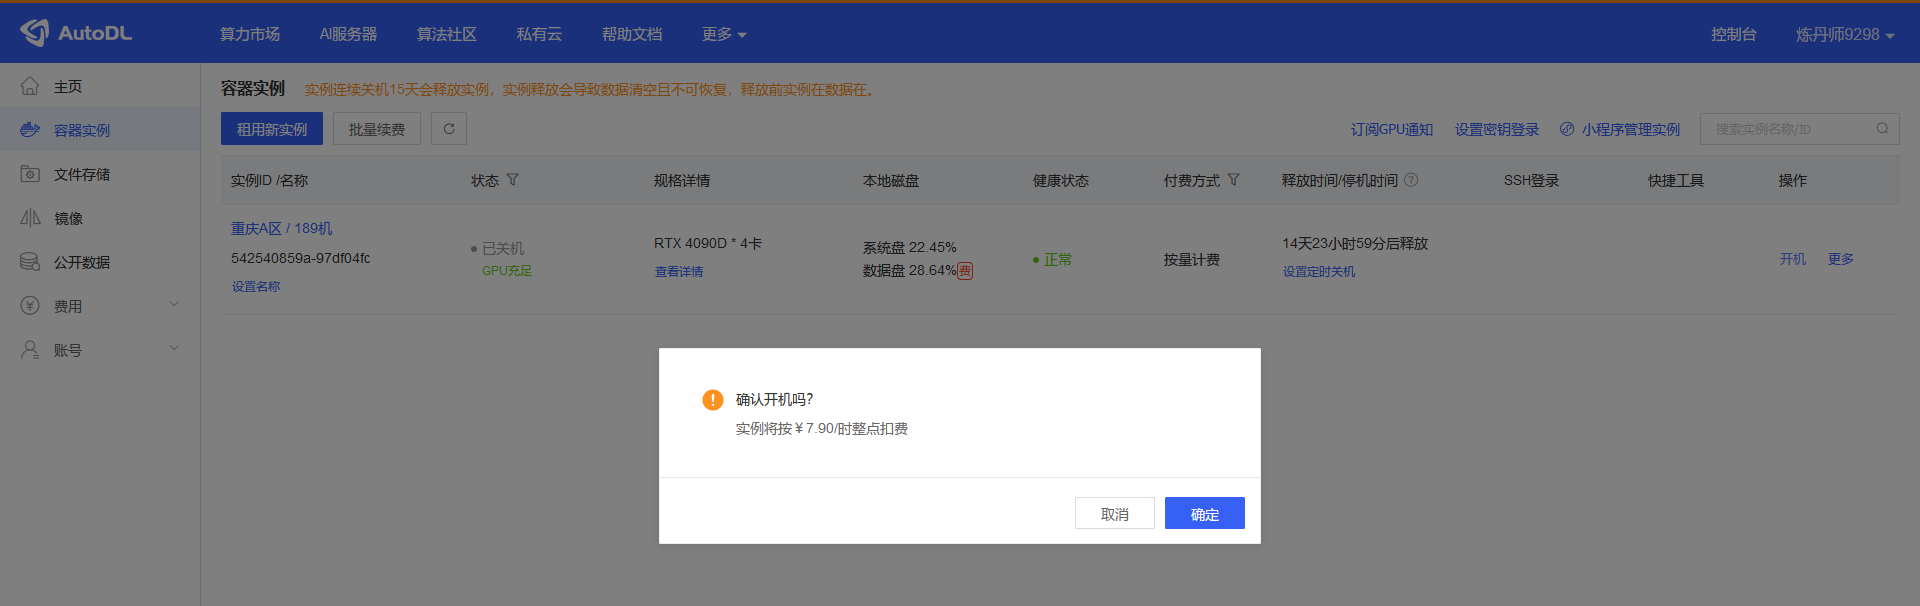 AutoDL 算力市场 AI服务器 算法社区 私有云 帮助文档 更多 控制台 炼丹师9298
主页
容器实例
文件存储
镜像
公开数据
费用
账号
容器实例 实例连续关机15天会释放实例，实例释放会导致数据清空且不可恢复，释放前实例在数据在。
租用新实例 批量续费 订阅GPU通知 设置密钥登录 小程序管理实例 搜索实例名称/ID
实例ID /名称 状态 规格详情 本地磁盘 健康状态 付费方式 释放时间/停机时间 ? SSH登录 快捷工具 操作
重庆A区 / 189机
542540859a-97df04fc
设置名称
已关机
GPU充足
RTX 4090D * 4卡
查看详情
系统盘 22.45%
数据盘 28.64% 费
正常
按量计费
14天23小时59分后释放
设置定时关机
开机 更多
确认开机吗?
实例将按￥7.90/时整点扣费
取消 确定